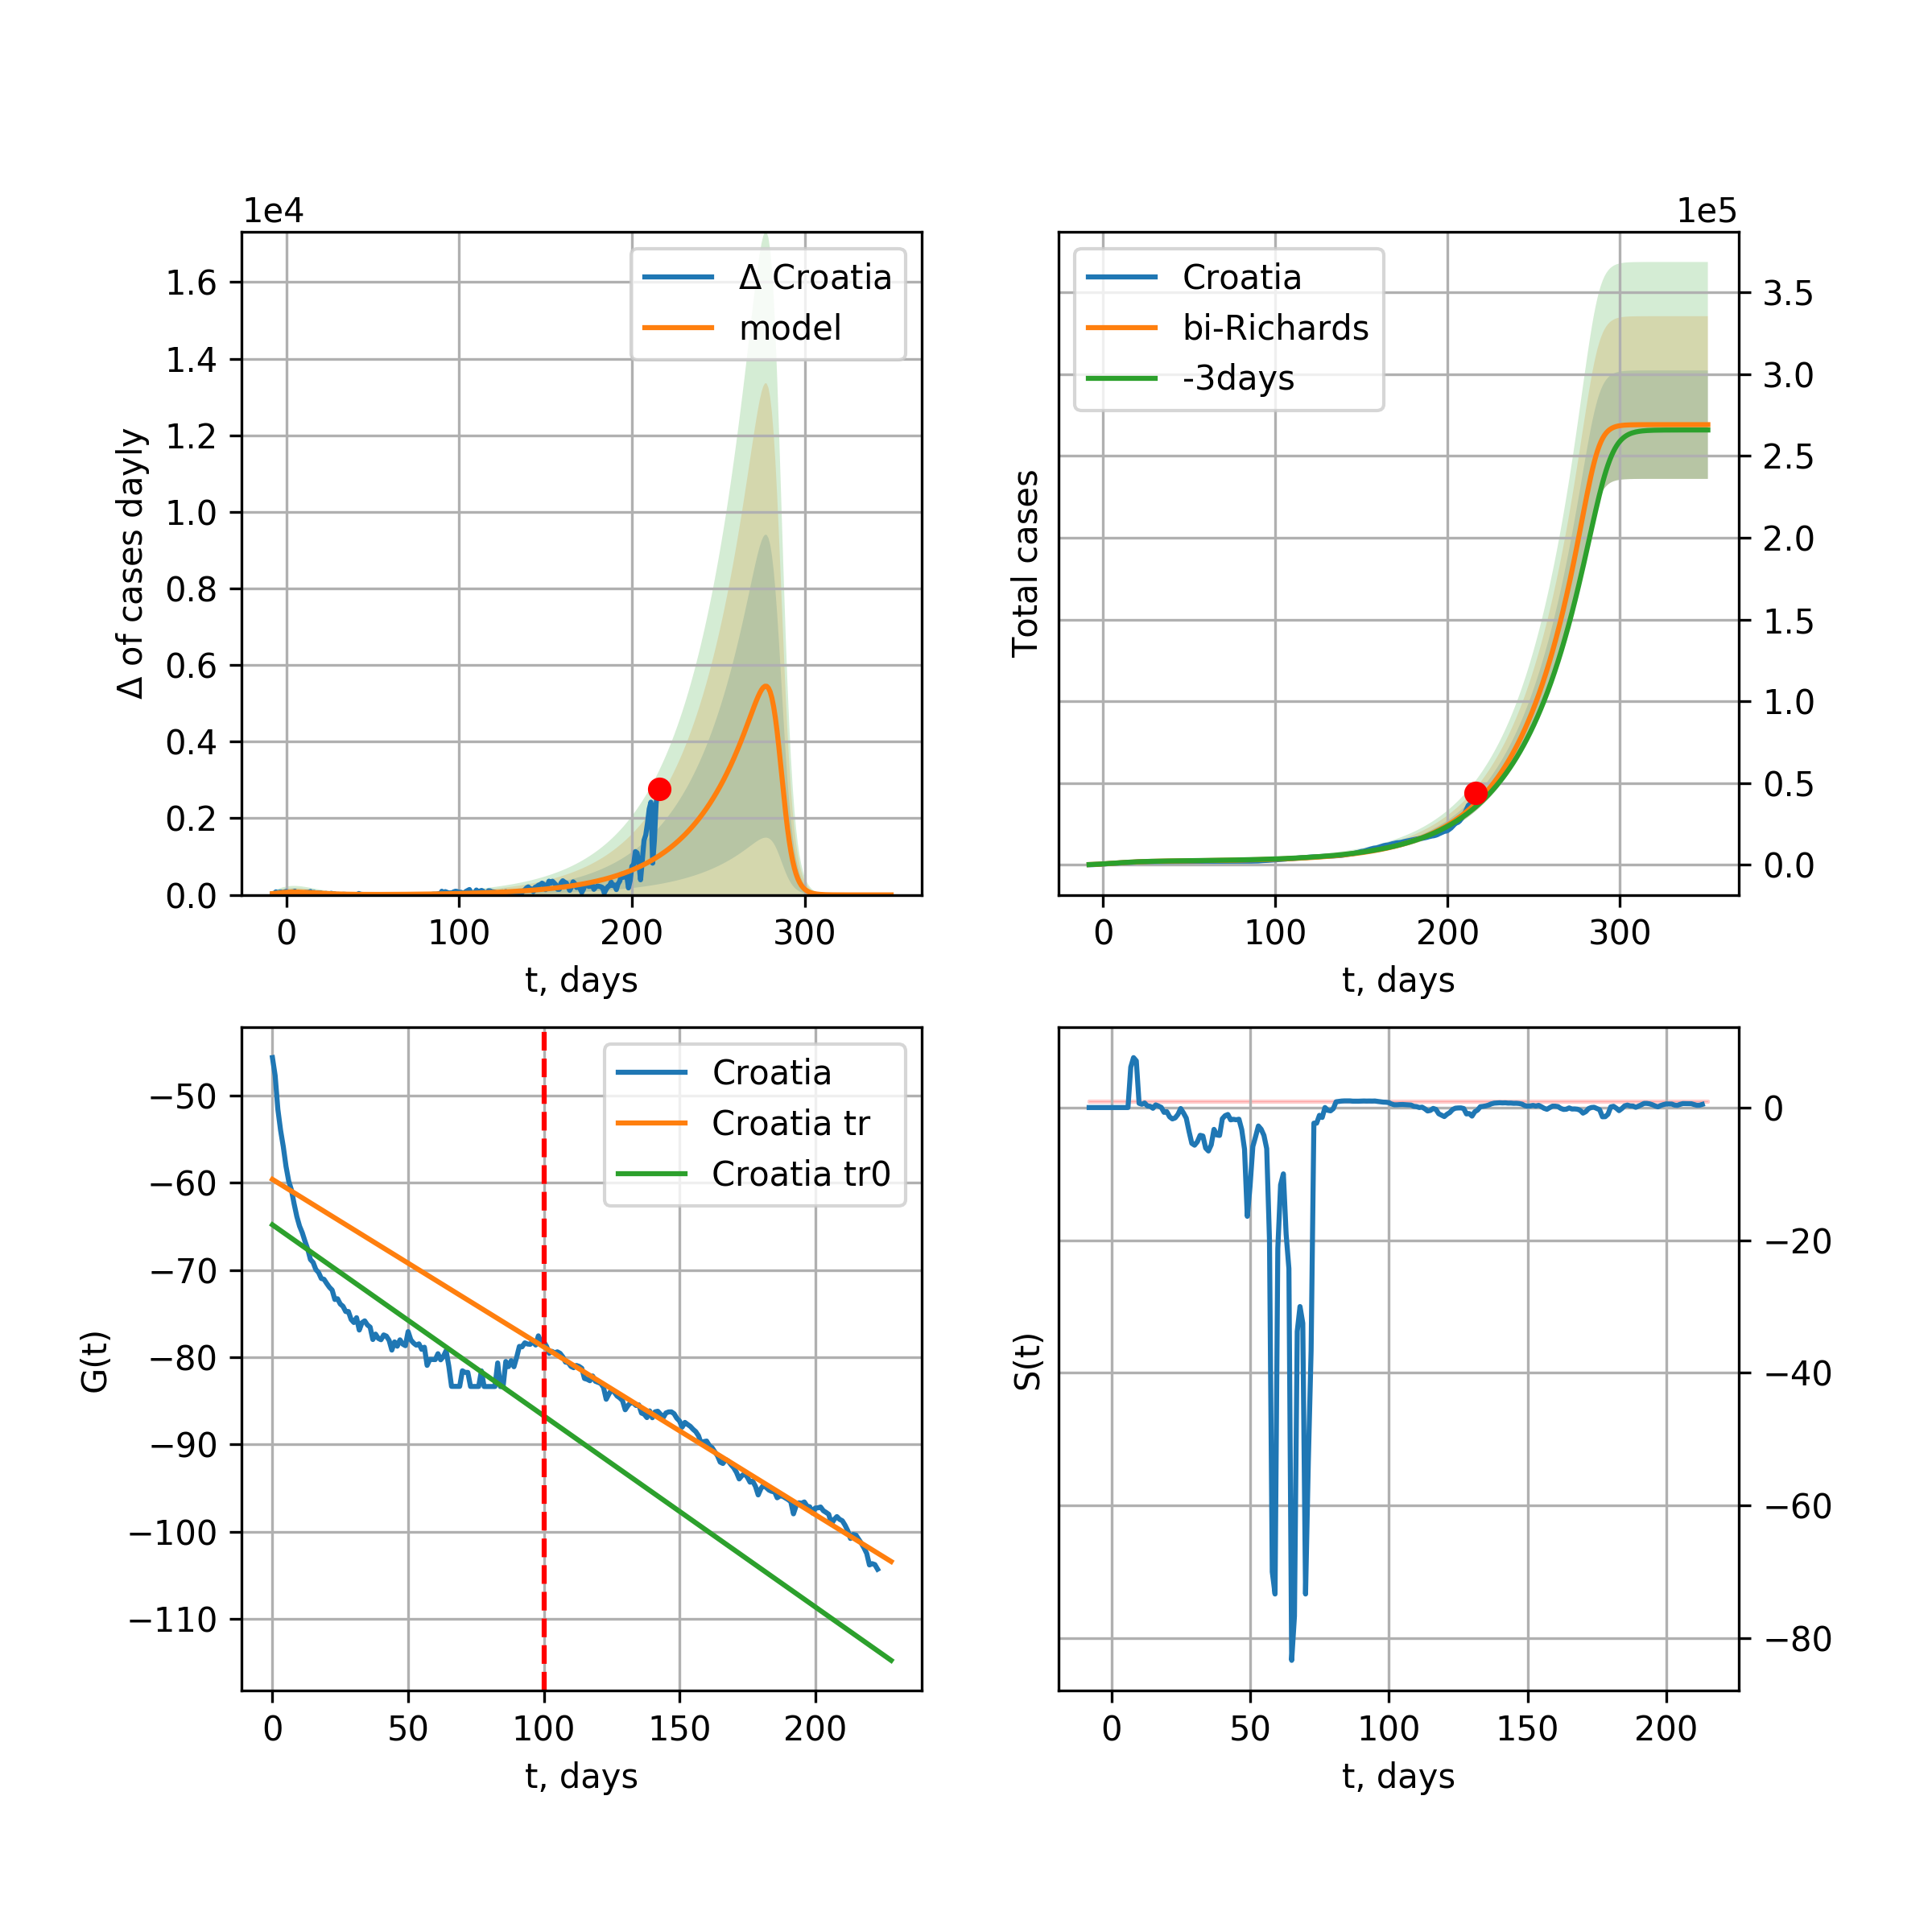 1e4
Δ of cases dayly
1.6
1.4
1.2
1.0
0.8
0.6
0.4
0.2
0.0
Δ Croatia
model
0 100 200 300
t, days
1e5
Total cases
Croatia
bi-Richards
-3days
3.5
3.0
2.5
2.0
1.5
1.0
0.5
0.0
0 100 200 300
t, days
G(t)
−50
−60
−70
−80
−90
−100
−110
Croatia
Croatia tr
Croatia tr0
0 50 100 150 200
t, days
S(t)
0
−20
−40
−60
−80
0 50 100 150 200
t, days